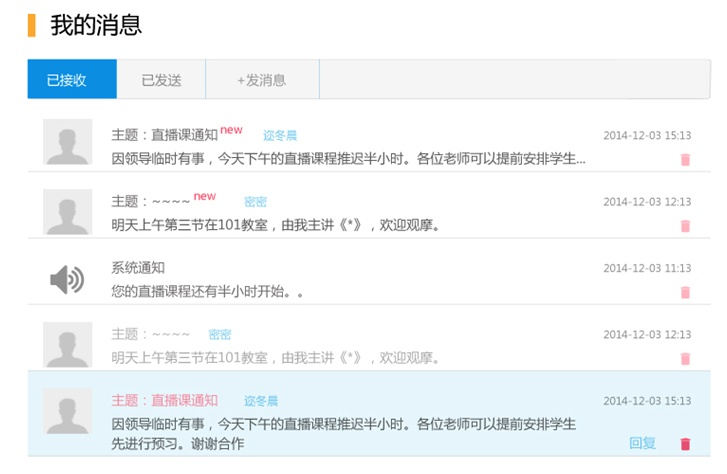 我的消息
已接收 已发送 +发消息
主题：直播课通知 new 迩冬晨 2014-12-03 15:13
因领导临时有事，今天下午的直播课程推迟半小时。各位老师可以提前安排学生...
主题：~~~~ new 密密 2014-12-03 12:13
明天上午第三节在101教室，由我主讲《*》，欢迎观摩。
系统通知 2014-12-03 11:13
您的直播课程还有半小时开始。。
主题：~~~~ 密密 2014-12-03 12:13
明天上午第三节在101教室，由我主讲《*》，欢迎观摩。
主题：直播课通知 迩冬晨 2014-12-03 15:13
因领导临时有事，今天下午的直播课程推迟半小时。各位老师可以提前安排学生
先进行预习。谢谢合作 回复